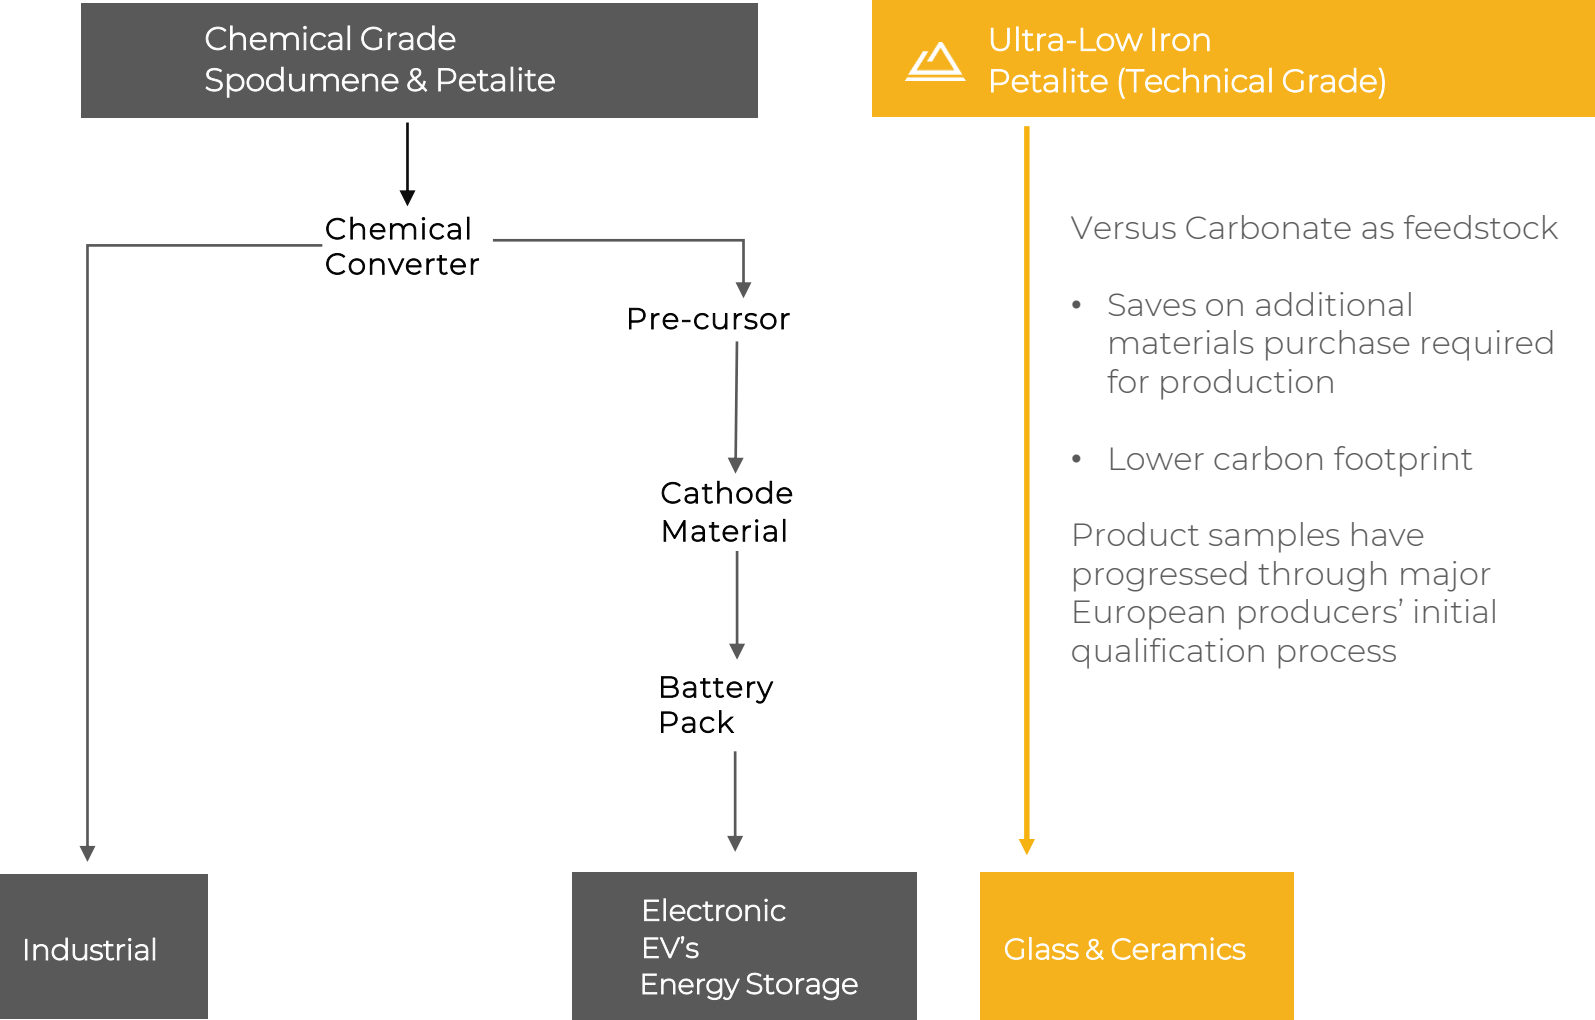 Chemical Grade
Spodumene & Petalite
Ultra-Low Iron
Petalite (Technical Grade)
Chemical
Converter
Pre-cursor
Cathode
Material
Battery
Pack
Versus Carbonate as feedstock
• Saves on additional
materials purchase required
for production
• Lower carbon footprint
Product samples have
progressed through major
European producers’ initial
qualification process
Industrial
Electronic
EV’s
Energy Storage
Glass & Ceramics